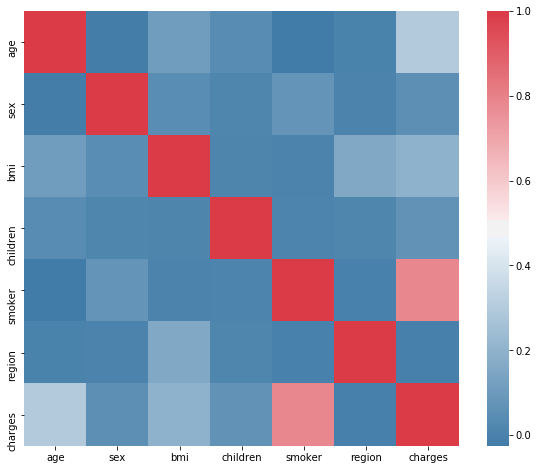 age
sex
bmi
children
smoker
region
charges
age sex bmi children smoker region charges
1.0
0.8
0.6
0.4
0.2
0.0